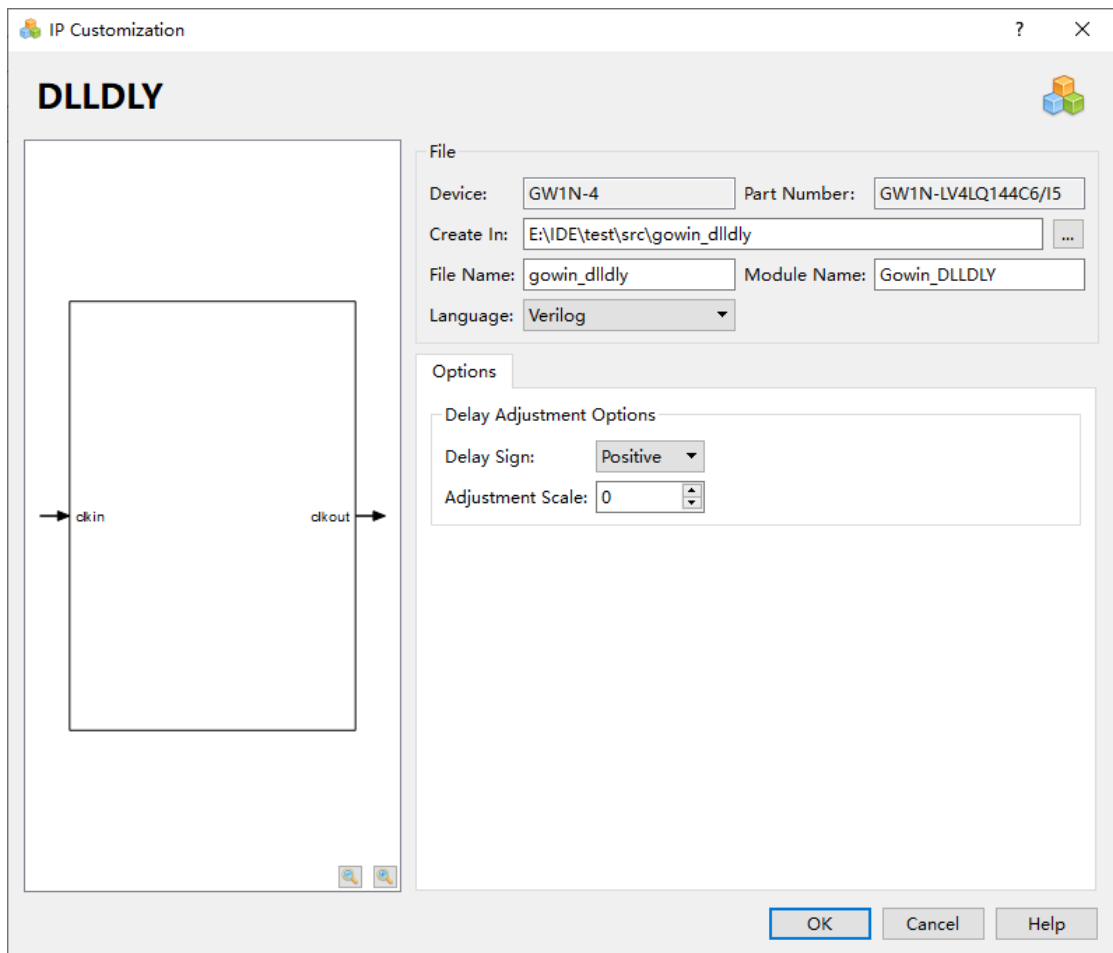 IP Customization
?
DLLDLY
clkin
clkout
File
Device: GW1N-4 Part Number: GW1N-LV4LQ144C6/I5
Create In: E:\IDE\test\src\gowin_dlldly ...
File Name: gowin_dlldly Module Name: Gowin_DLLDLY
Language: Verilog
Options
Delay Adjustment Options
Delay Sign: Positive
Adjustment Scale: 0
OK Cancel Help